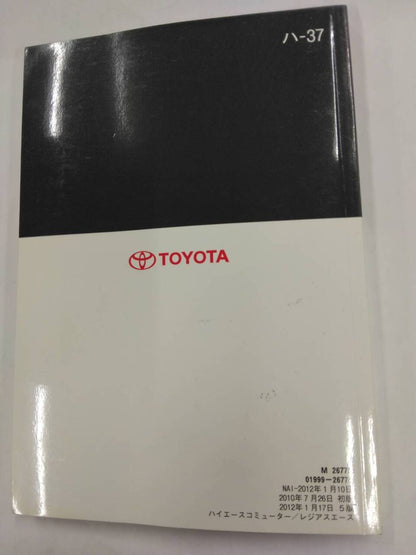 ハ-37
TOYOTA
M 2677
01999-2677
NAI-2012年1月10日
2010年7月26日 初版
2012年1月17日 5版
ハイエースコミューター/レジアスエース